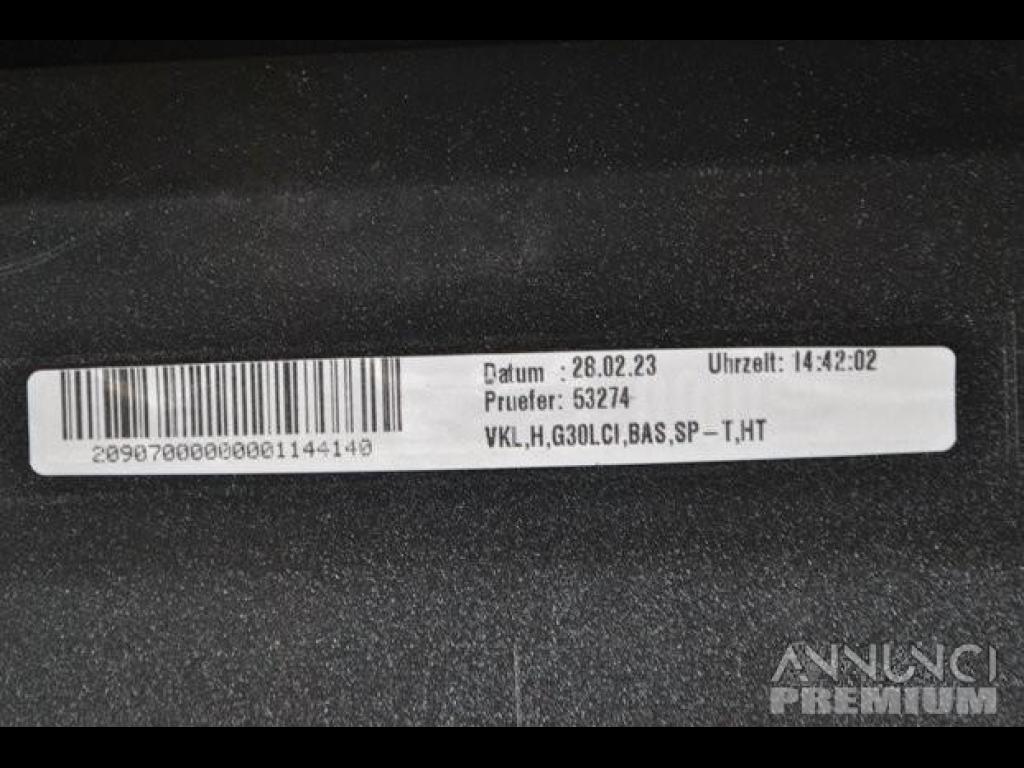 Datum : 28.02.23 Uhrzeit: 14:42:02
Pruefer: 53274
VKL,H,G30LCI,BAS,SP-T,HT
20907000000001144140
ANNUNCI
PREMIUM